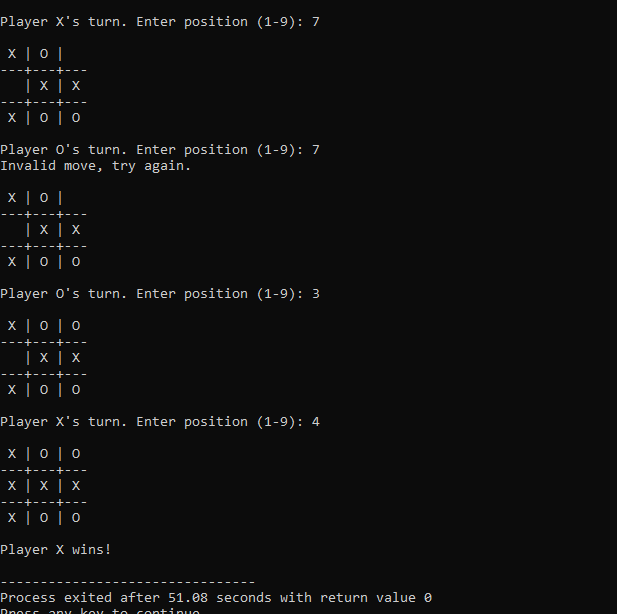 Player X's turn. Enter position (1-9): 7
X | O |
---+---+---
  | X | X
---+---+---
X | O | O
Player O's turn. Enter position (1-9): 7
Invalid move, try again.
X | O |
---+---+---
  | X | X
---+---+---
X | O | O
Player O's turn. Enter position (1-9): 3
X | O | O
---+---+---
  | X | X
---+---+---
X | O | O
Player X's turn. Enter position (1-9): 4
X | O | O
---+---+---
X | X | X
---+---+---
X | O | O
Player X wins!
--------------------------------
Process exited after 51.08 seconds with return value 0
Press any key to continue